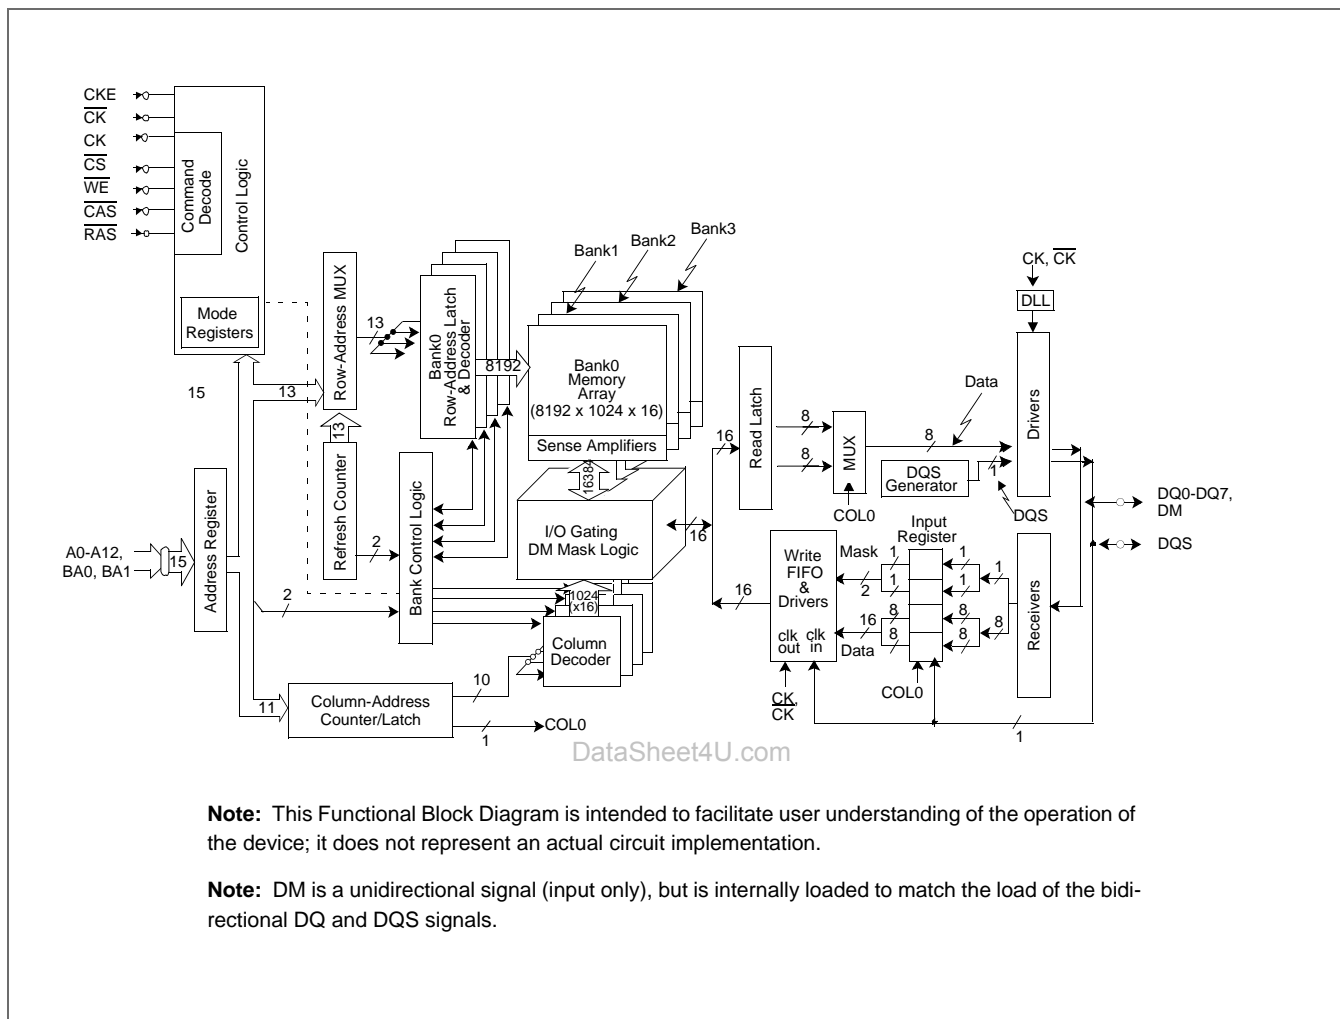 CKE
CK
CK
CS
WE
CAS
RAS
Command
Decode
Control Logic
Mode
Registers
15
13
Row-Address MUX
13
13
Refresh Counter
Bank0
Row-Address Latch
& Decoder
8192
Bank1
Bank2
Bank3
Bank0
Memory
Array
(8192 x 1024 x 16)
Sense Amplifiers
16384
I/O Gating
DM Mask Logic
16
16
16
Read Latch
8
8
MUX
COL0
8
Data
DQS
Generator
1
DQS
CK, CK
DLL
Drivers
DQ0-DQ7,
DM
DQS
A0-A12,
BA0, BA1
15
Address Register
2
2
Bank Control Logic
1024
(x16)
Column
Decoder
11
Column-Address
Counter/Latch
10
1
COL0
Write
FIFO
&
Drivers
clk
out
clk
in
CK,
CK
Mask
2
16
Data
Input
Register
1
1
8
8
1
1
8
8
1
8
COL0
Receivers
1
DataSheet4U.com
Note: This Functional Block Diagram is intended to facilitate user understanding of the operation of
the device; it does not represent an actual circuit implementation.
Note: DM is a unidirectional signal (input only), but is internally loaded to match the load of the bidi-
rectional DQ and DQS signals.